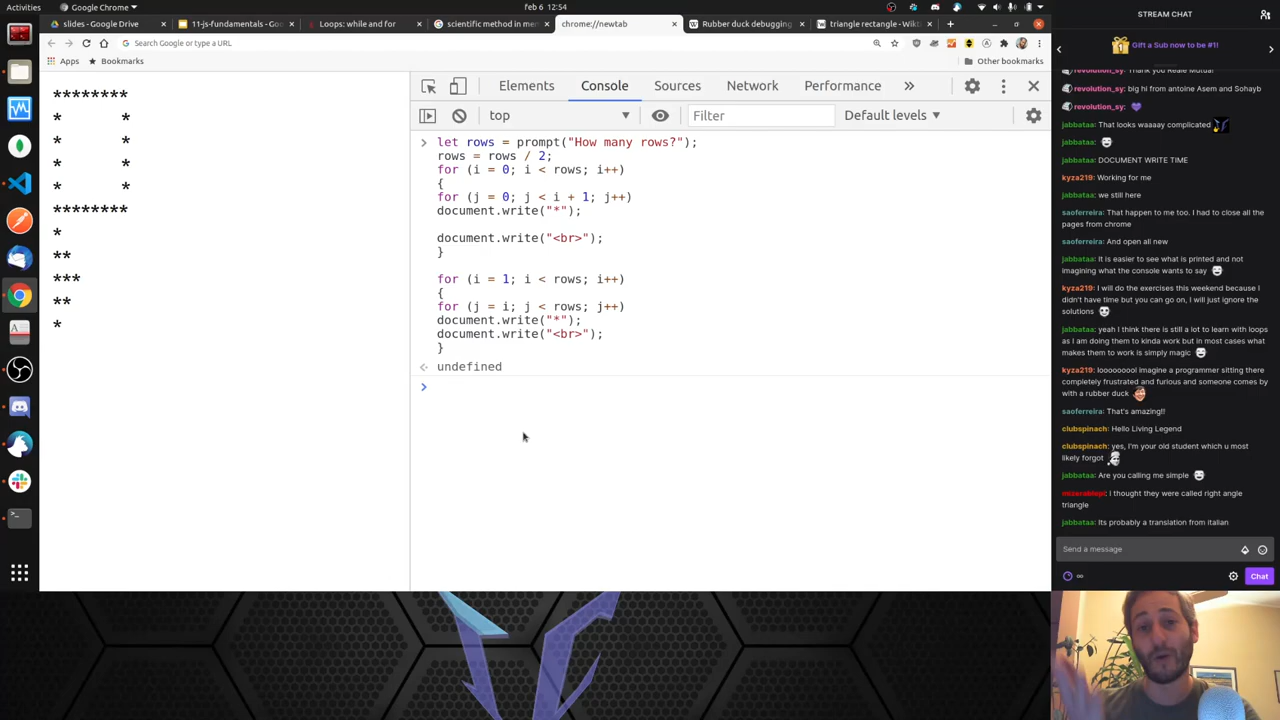 Activities
Google Chrome
feb 6 12:54
slides - Google Drive
11-js-fundamentals - Go
Loops: while and for
scientific method in me
chrome://newtab
Rubber duck debugging
triangle rectangle - Wikt
Search Google or type a URL
Apps
Bookmarks
Other bookmarks
Elements
Console
Sources
Network
Performance
top
Filter
Default levels
********
*      *
*      *
*      *
*      *
********
*
**
***
**
*
let rows = prompt("How many rows?");
rows = rows / 2;
for (i = 0; i < rows; i++)
{
for (j = 0; j < i + 1; j++)
document.write("*");
document.write("<br>");
}
for (i = 1; i < rows; i++)
{
for (j = i; j < rows; j++)
document.write("*");
document.write("<br>");
}
undefined
STREAM CHAT
Gift a Sub now to be #1!
revolution_sy: Thank you Reale Mutua!
revolution_sy: big hi from antoine Asem and Sohayb
revolution_sy:
jabbataa: That looks waaaay complicated
jabbataa:
jabbataa: DOCUMENT WRITE TIME
kyza219: Working for me
jabbataa: we still here
saoferreira: That happen to me too. I had to close all the
pages from chrome
saoferreira: And open all new
jabbataa: It is easier to see what is printed and not
imagining what the console wants to say
kyza219: I will do the exercises this weekend because I
didn't have time but you can go on, I will just ignore the
solutions
jabbataa: yeah I think there is still a lot to learn with loops
as I am doing them to kinda work but in most cases what
makes them to work is simply magic
kyza219: looooooool imagine a programmer sitting there
completely frustrated and furious and someone comes by
with a rubber duck
saoferreira: That's amazing!!
clubspinach: Hello Living Legend
clubspinach: yes, I'm your old student which u most
likely forgot
jabbataa: Are you calling me simple
I thought they were called right angle
triangle
jabbataa: Its probably a translation from italian
Send a message
Chat